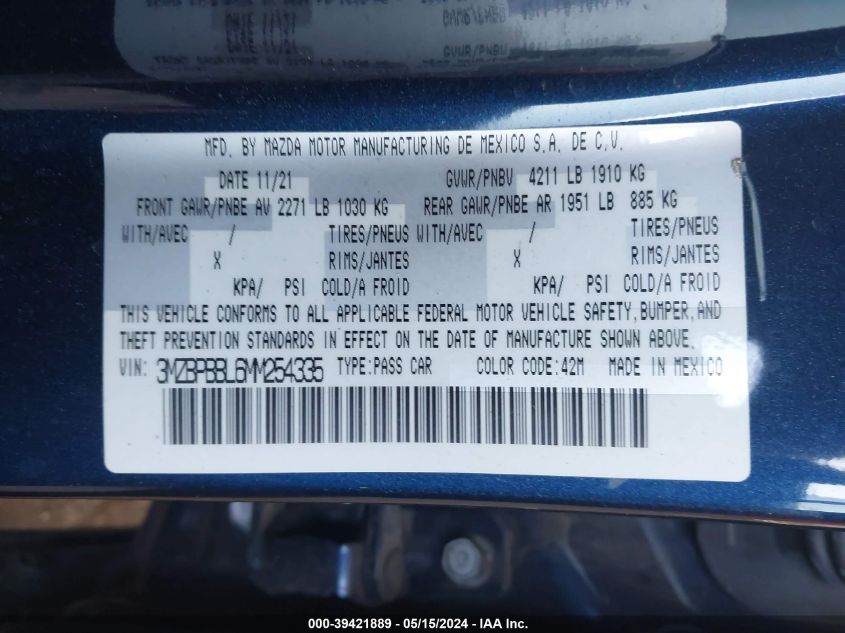 MFD. BY MAZDA MOTOR MANUFACTURING DE MEXICO S.A. DE C.V.
DATE 11/21 GVWR/PNBV 4211 LB 1910 KG
FRONT GAWR/PNBE AV 2271 LB 1030 KG REAR GAWR/PNBE AR 1951 LB 885 KG
WITH/AVEC / TIRES/PNEUS WITH/AVEC / TIRES/PNEUS
X RIMS/JANTES X RIMS/JANTES
KPA/ PSI COLD/A FROID KPA/ PSI COLD/A FROID
THIS VEHICLE CONFORMS TO ALL APPLICABLE FEDERAL MOTOR VEHICLE SAFETY, BUMPER, AND
THEFT PREVENTION STANDARDS IN EFFECT ON THE DATE OF MANUFACTURE SHOWN ABOVE.
VIN: 3MZBPBBL6MM254335 TYPE:PASS CAR COLOR CODE:42M MADE IN MEXICO
000-39421889 - 05/15/2024 - IAA Inc.